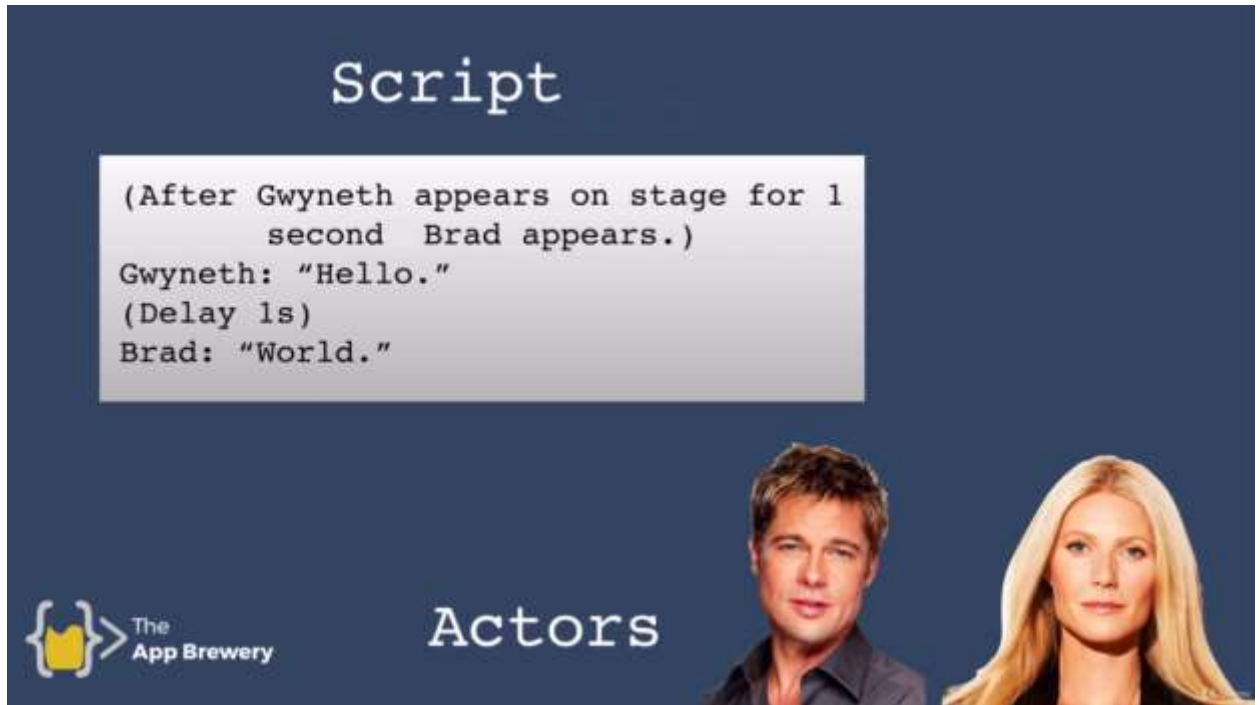 Script
(After Gwyneth appears on stage for 1
second  Brad appears.)
Gwyneth: “Hello.”
(Delay 1s)
Brad: “World.”
Actors
The
App Brewery